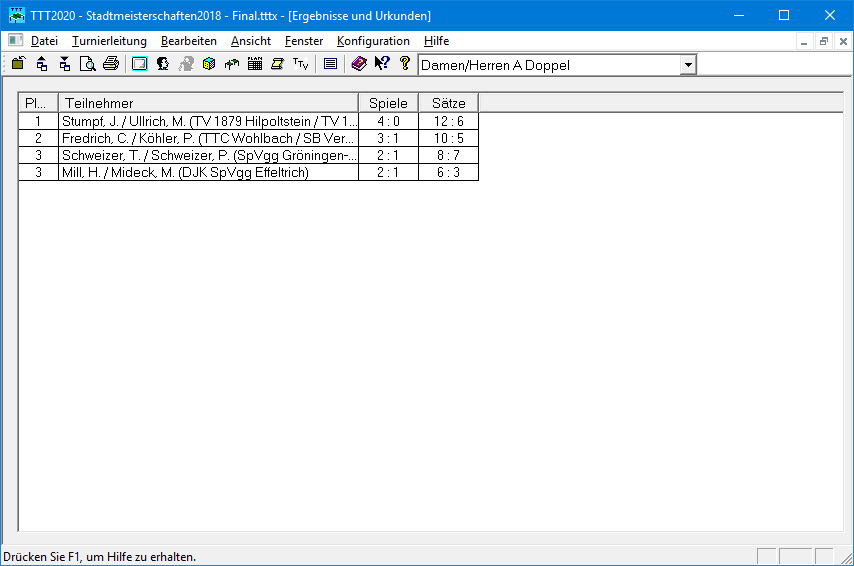 TTT2020 - Stadtmeisterschaften2018 - Final.tttx - [Ergebnisse und Urkunden]
Datei Turnierleitung Bearbeiten Ansicht Fenster Konfiguration Hilfe
TTV Damen/Herren A Doppel
Pl... Teilnehmer Spiele Sätze
1 Stumpf, J. / Ullrich, M. (TV 1879 Hilpoltstein / TV 1... 4 : 0 12 : 6
2 Fredrich, C. / Köhler, P. (TTC Wohlbach / SB Ver... 3 : 1 10 : 5
3 Schweizer, T. / Schweizer, P. (SpVgg Gröningen-... 2 : 1 8 : 7
3 Mill, H. / Mideck, M. (DJK SpVgg Effeltrich) 2 : 1 6 : 3
Drücken Sie F1, um Hilfe zu erhalten.